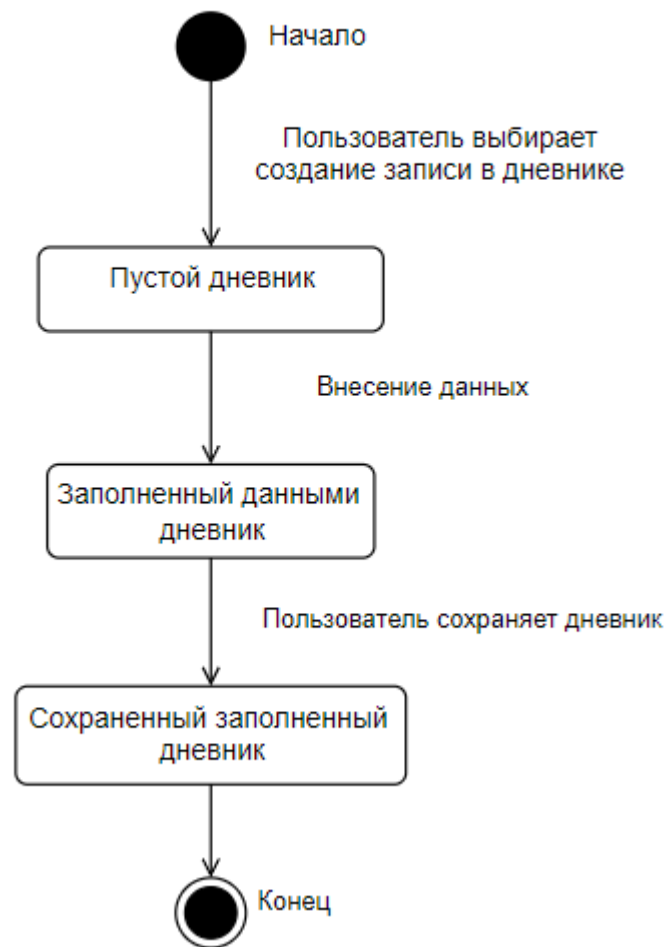 Начало
Пользователь выбирает
создание записи в дневнике
Пустой дневник
Внесение данных
Заполненный данными
дневник
Пользователь сохраняет дневник
Сохраненный заполненный
дневник
Конец